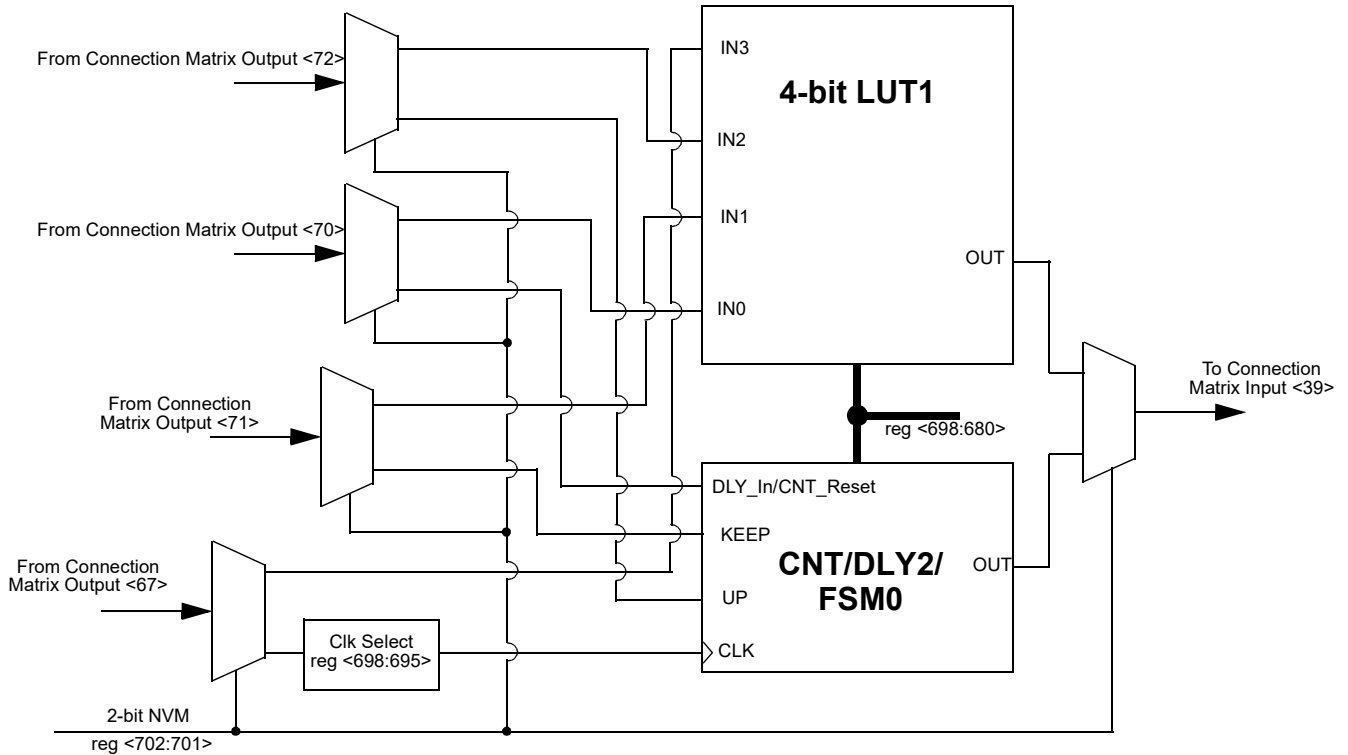 From Connection Matrix Output <72>
IN3
4-bit LUT1
IN2
From Connection Matrix Output <70>
IN1
OUT
IN0
To Connection
Matrix Input <39>
From Connection
Matrix Output <71>
reg <698:680>
DLY_In/CNT_Reset
KEEP
CNT/DLY2/
FSM0
OUT
From Connection
Matrix Output <67>
UP
Clk Select
reg <698:695>
CLK
2-bit NVM
reg <702:701>